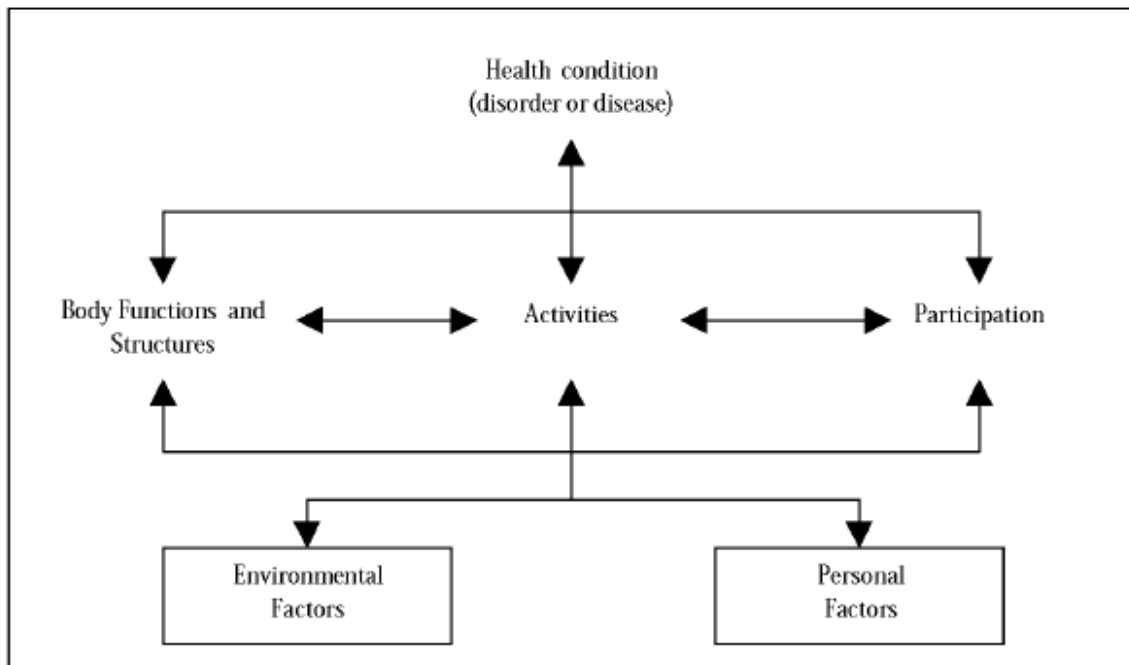 Health condition
(disorder or disease)
Body Functions and
Structures
Activities
Participation
Environmental
Factors
Personal
Factors